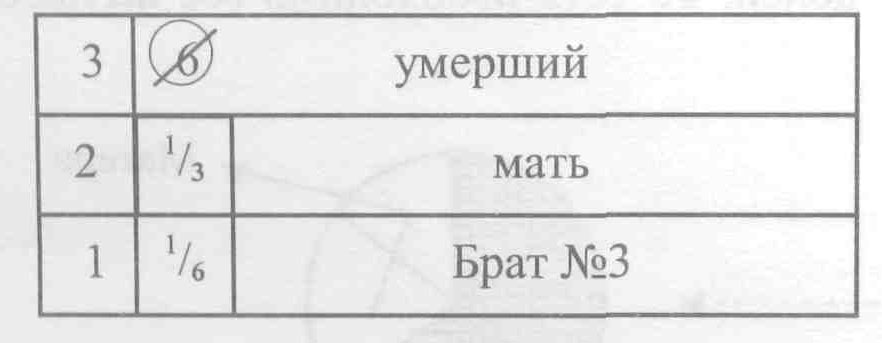 3 6 умерший
2 1/3 мать
1 1/6 Брат №3